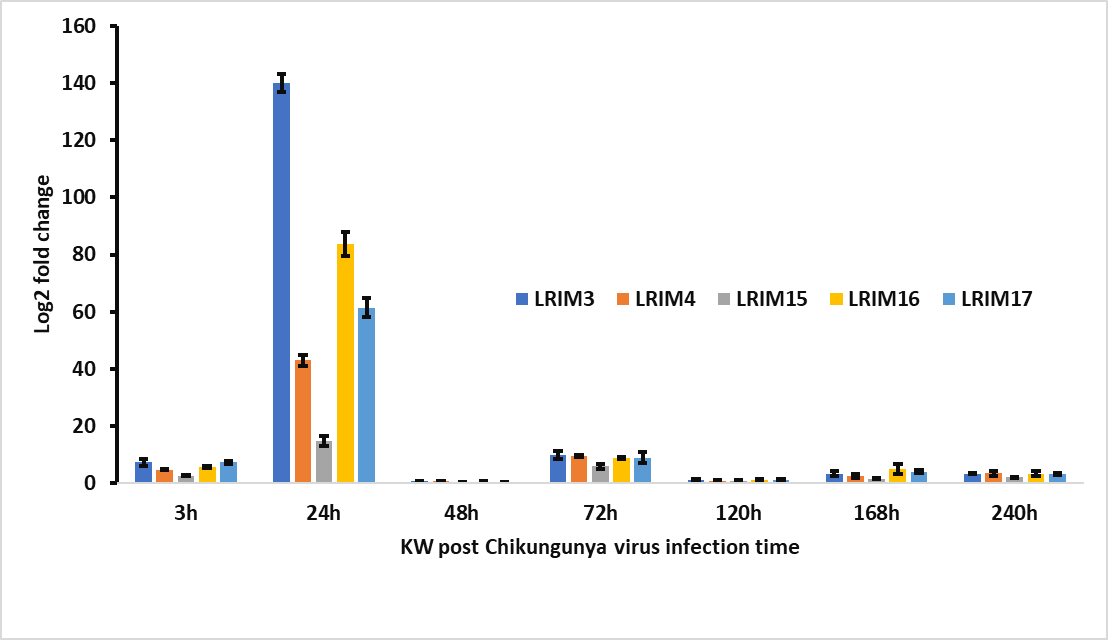 160
140
120
100
80
60
40
20
0
Log2 fold change
LRIM3 LRIM4 LRIM15 LRIM16 LRIM17
3h 24h 48h 72h 120h 168h 240h
KW post Chikungunya virus infection time